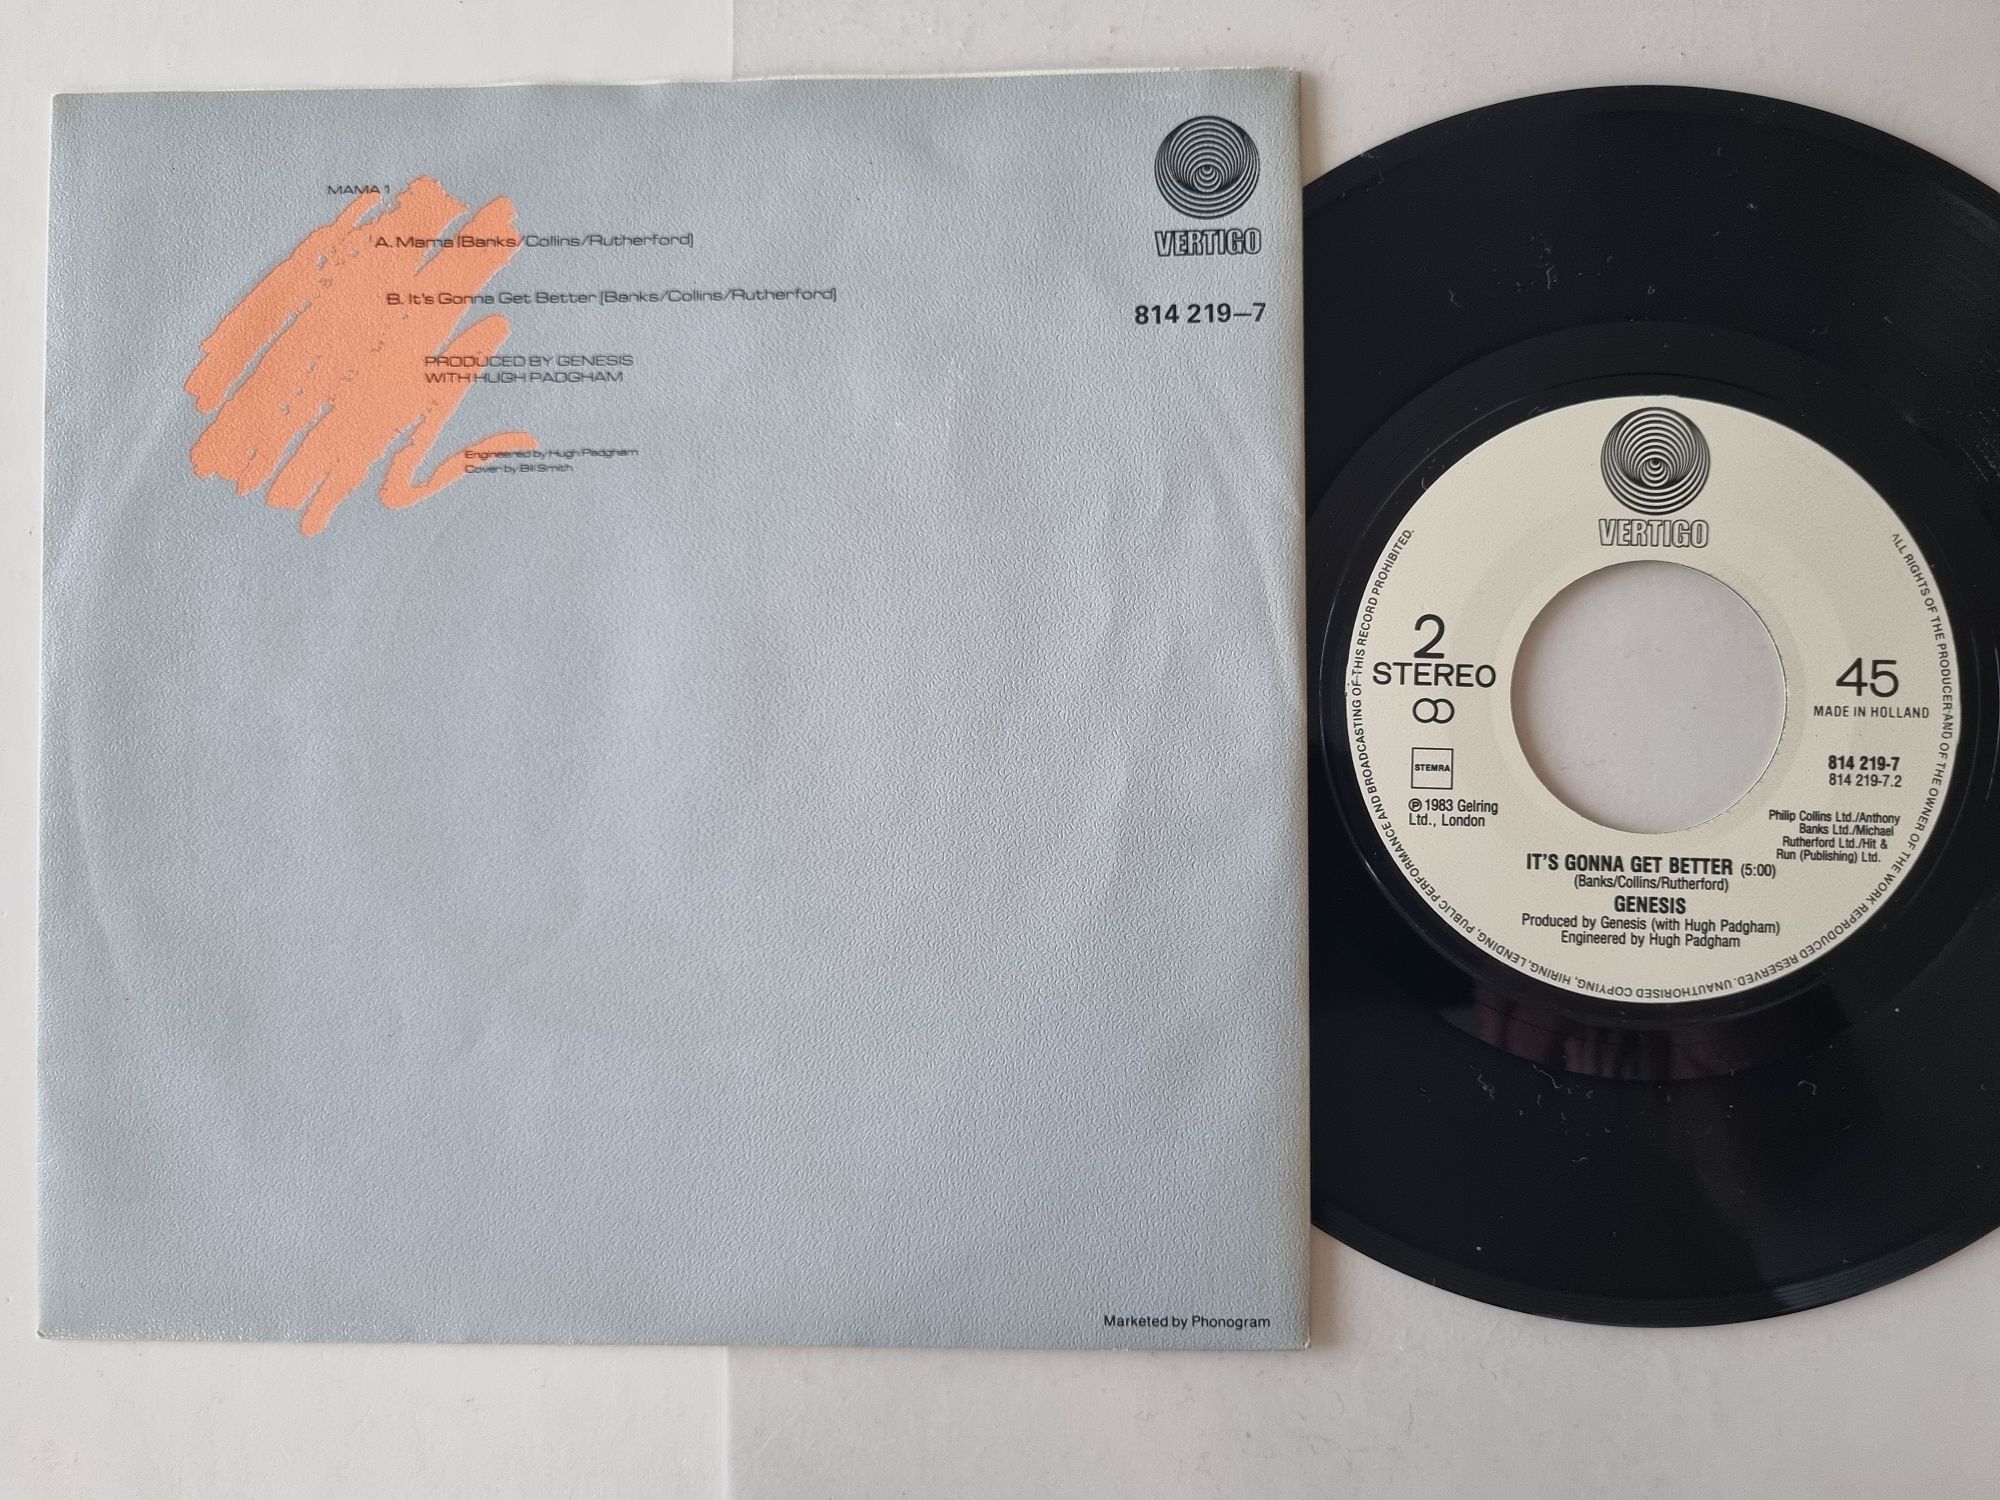 MAMA 1
A. Mama [Banks/Collins/Rutherford]
B. It's Gonna Get Better [Banks/Collins/Rutherford]
PRODUCED BY GENESIS
WITH HUGH PADGHAM
Engineered by Hugh Padgham
Cover by Bill Smith
VERTIGO
814 219–7
Marketed by Phonogram
VERTIGO
2
STEREO
STEMRA
℗ 1983 Gelring
Ltd., London
45
MADE IN HOLLAND
814 219-7
814 219-7.2
Philip Collins Ltd./Anthony
Banks Ltd./Michael
Rutherford Ltd./Hit &
Run (Publishing) Ltd.
IT'S GONNA GET BETTER (5:00)
(Banks/Collins/Rutherford)
GENESIS
Produced by Genesis (with Hugh Padgham)
Engineered by Hugh Padgham
ALL RIGHTS OF THE PRODUCER AND OF THE OWNER OF THE WORK REPRODUCED RESERVED. UNAUTHORISED COPYING, HIRING, LENDING, PUBLIC PERFORMANCE AND BROADCASTING OF THIS RECORD PROHIBITED.